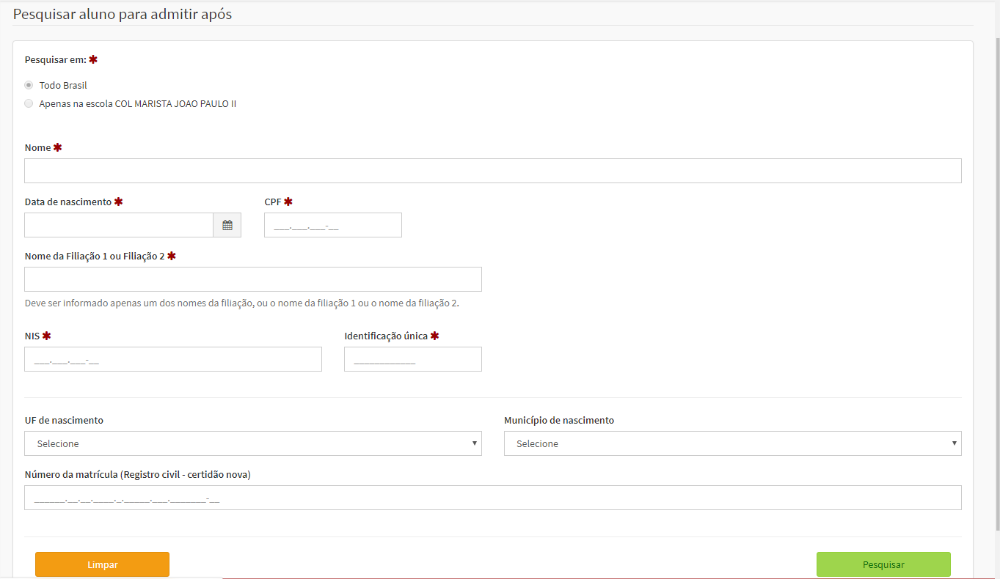 Pesquisar aluno para admitir após
Pesquisar em: ✱
Todo Brasil
Apenas na escola COL MARISTA JOAO PAULO II
Nome ✱
Data de nascimento ✱ CPF ✱
___.___.___-__
Nome da Filiação 1 ou Filiação 2 ✱
Deve ser informado apenas um dos nomes da filiação, ou o nome da filiação 1 ou o nome da filiação 2.
NIS ✱ Identificação única ✱
___.___.___-__ ____________
UF de nascimento Município de nascimento
Selecione Selecione
Número da matrícula (Registro civil - certidão nova)
______.__.__.____._._____.___._______-__
Limpar Pesquisar